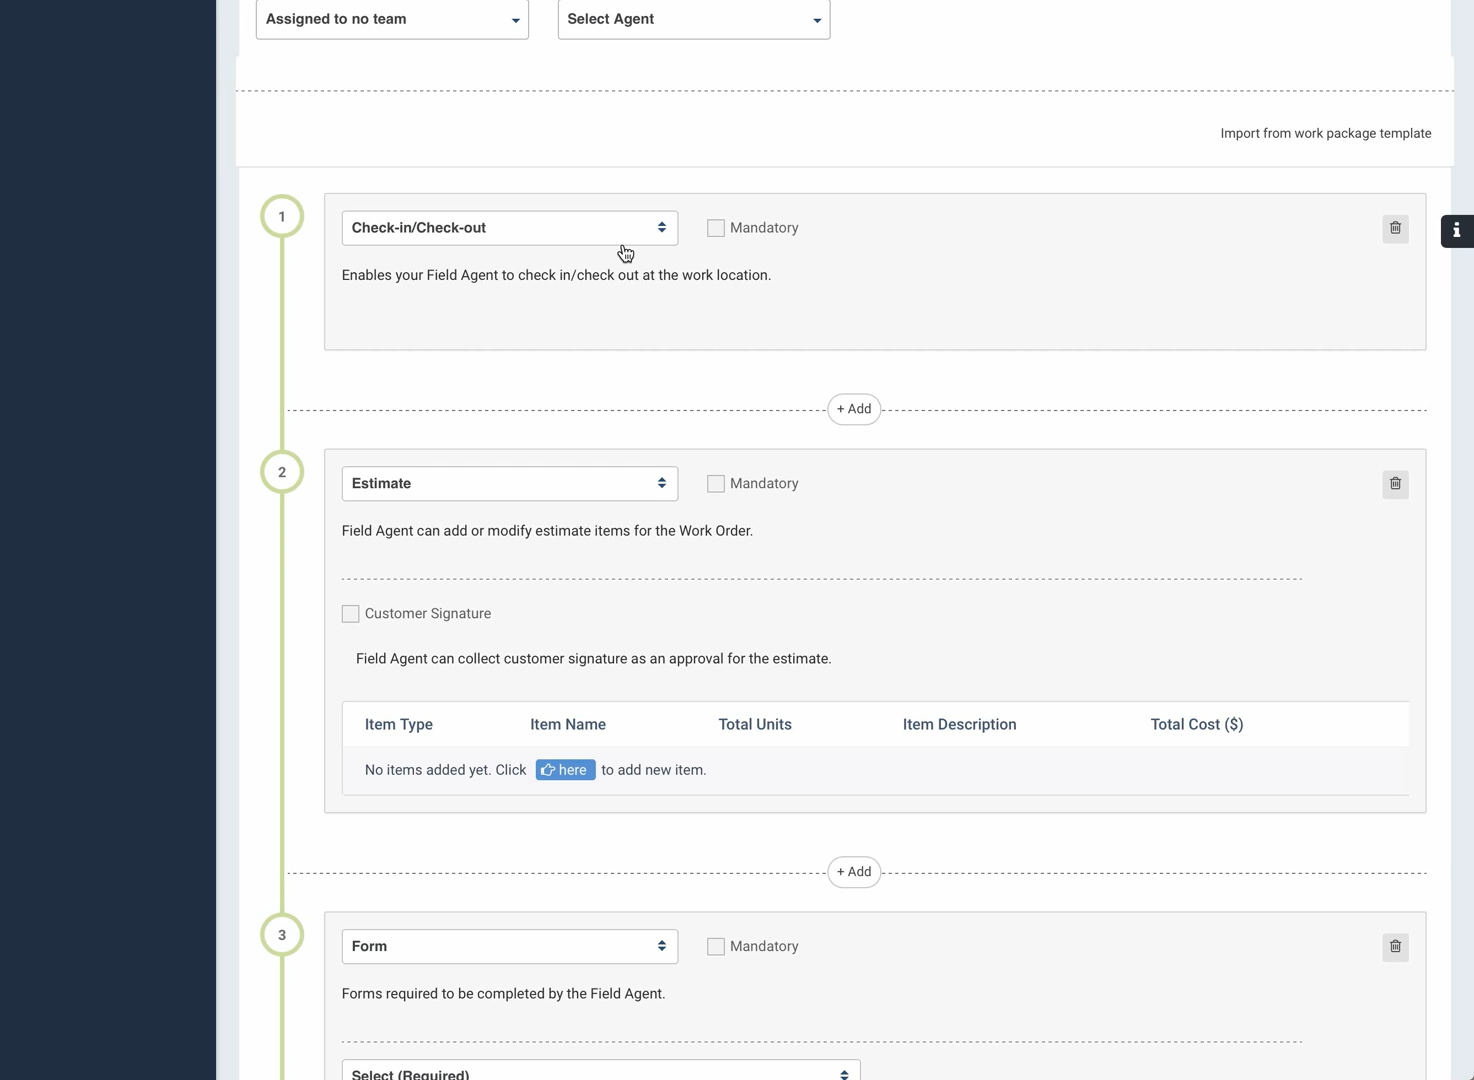 Assigned to no team
Select Agent
Import from work package template
1
Check-in/Check-out
Mandatory
Enables your Field Agent to check in/check out at the work location.
+ Add
2
Estimate
Mandatory
Field Agent can add or modify estimate items for the Work Order.
Customer Signature
Field Agent can collect customer signature as an approval for the estimate.
Item Type Item Name Total Units Item Description Total Cost ($)
No items added yet. Click here to add new item.
+ Add
3
Form
Mandatory
Forms required to be completed by the Field Agent.
Select (Required)